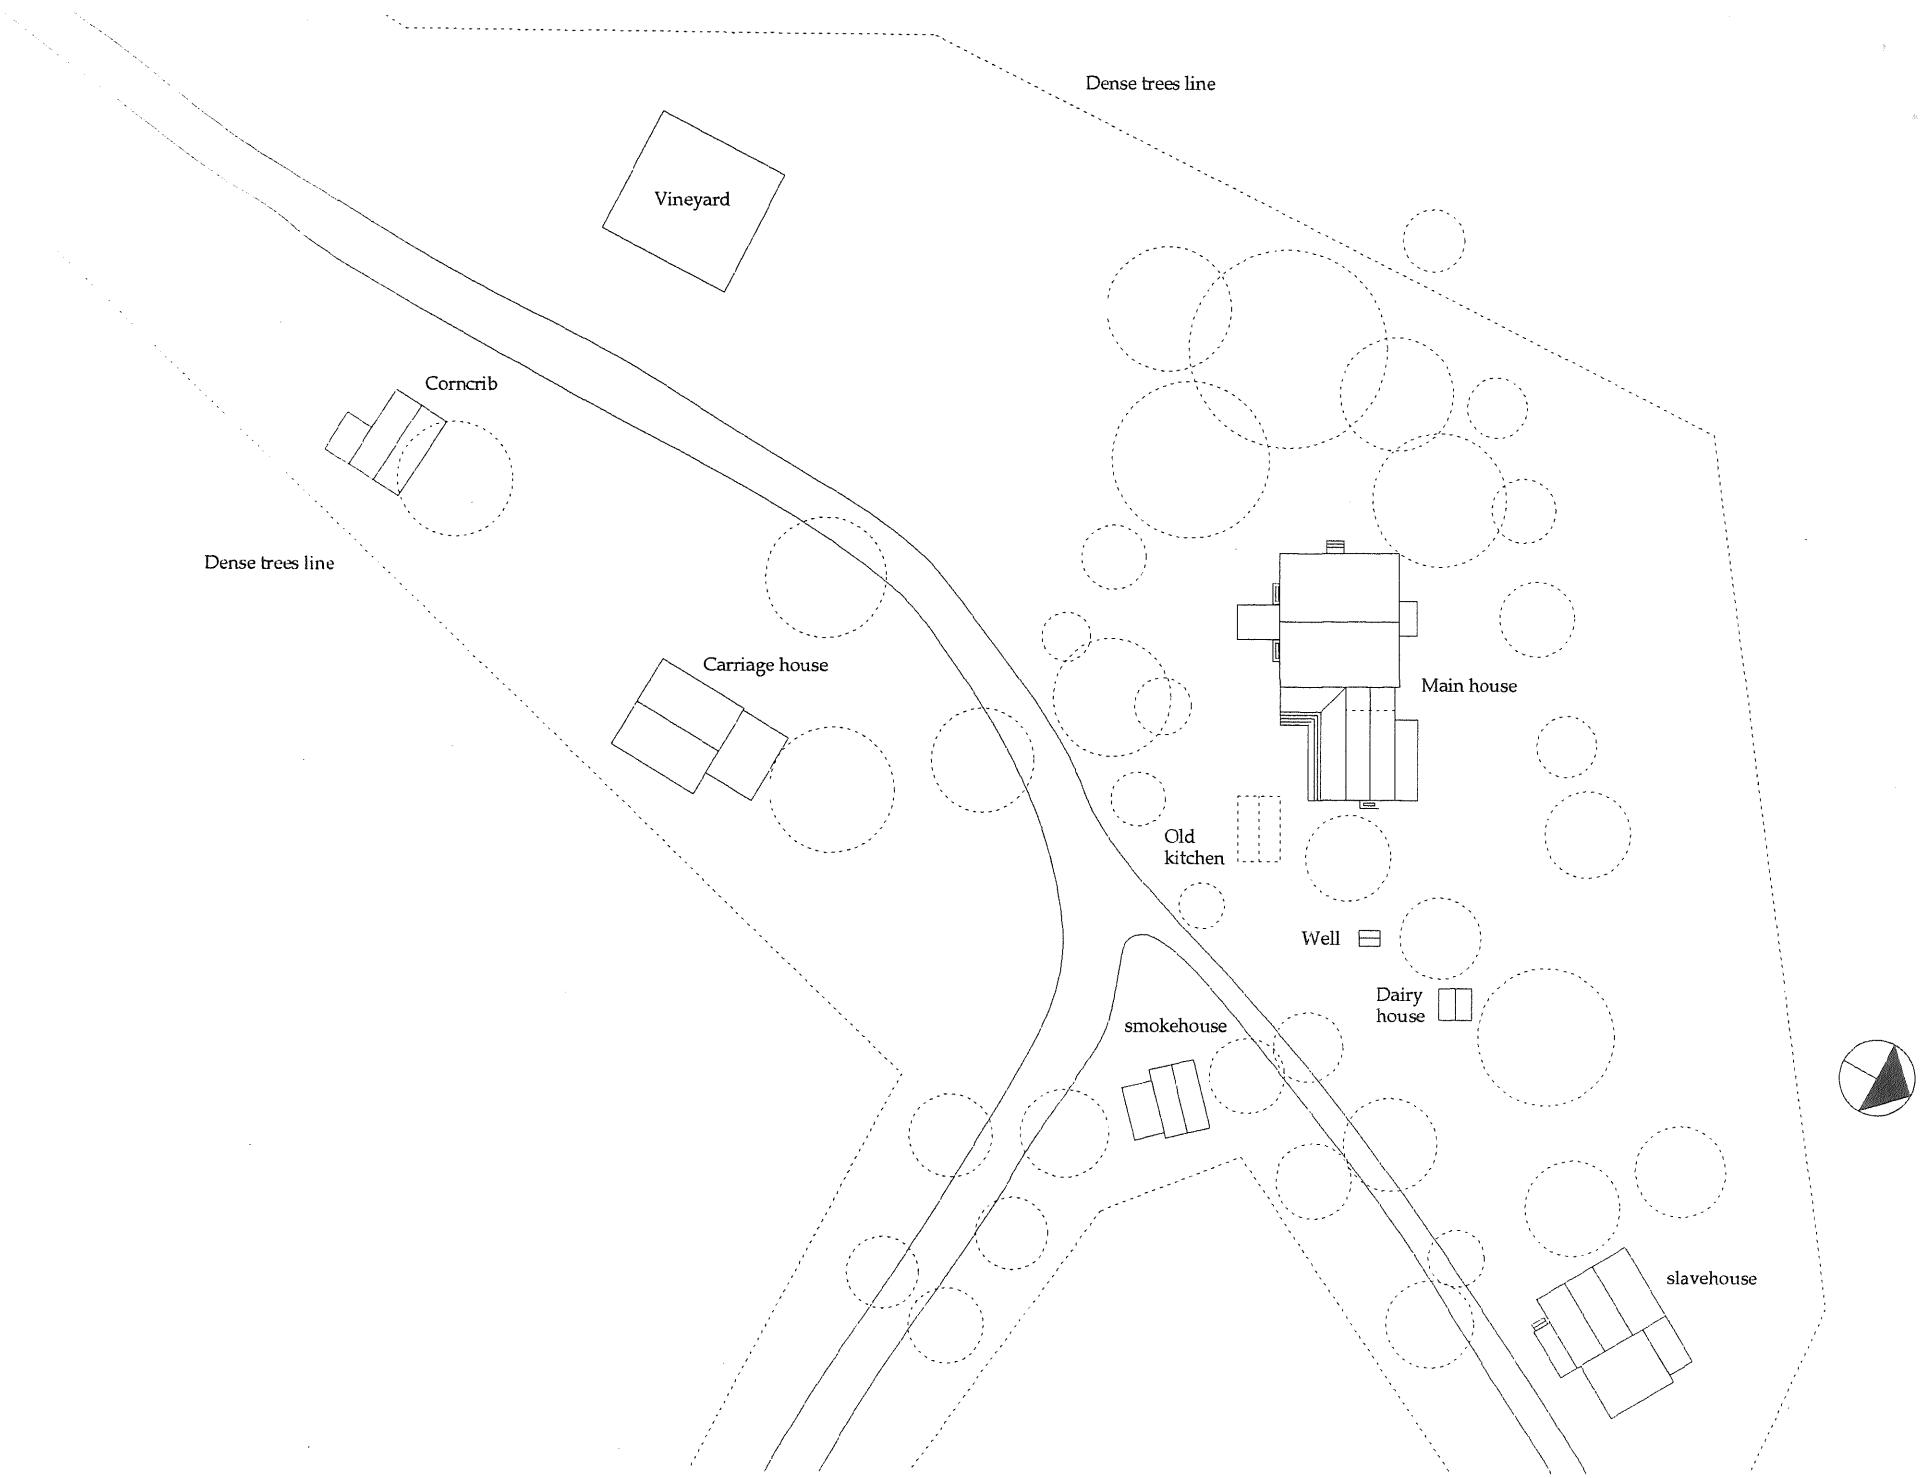 Dense trees line
Vineyard
Corncrib
Dense trees line
Carriage house
Main house
Old
kitchen
Well
Dairy
house
smokehouse
slavehouse